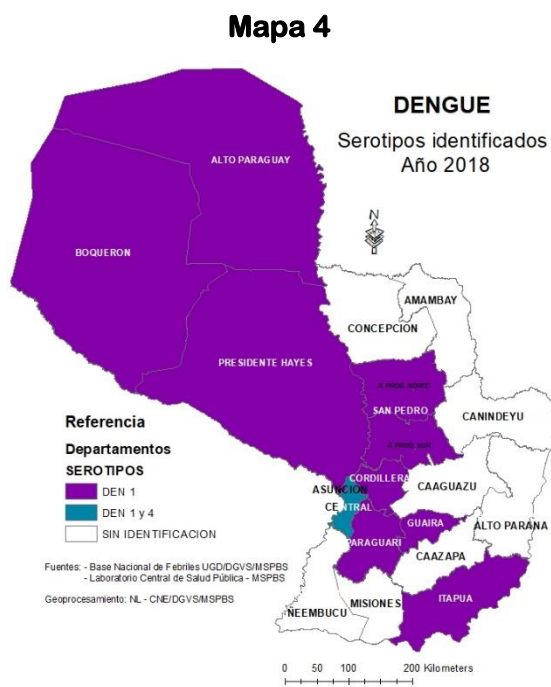 Mapa 4
DENGUE
Serotipos identificados
Año 2018
N
ALTO PARAGUAY
BOQUERON
AMAMBAY
CONCEPCION
PRESIDENTE HAYES
SAN PEDRO
CANINDEYU
CORDILLERA
ASUNCION
CENTRAL
CAAGUAZU
GUAIRA
ALTO PARANA
PARAGUARI
CAAZAPA
ÑEEMBUCU
MISIONES
ITAPUA
Referencia
Departamentos
SEROTIPOS
DEN 1
DEN 1 y 4
SIN IDENTIFICACION
Fuentes: - Base Nacional de Febriles UGD/DGVS/MSPBS
- Laboratorio Central de Salud Pública - MSPBS
Geoprocesamiento: NL - CNE/DGVS/MSPBS
0 50 100 200 Kilometers